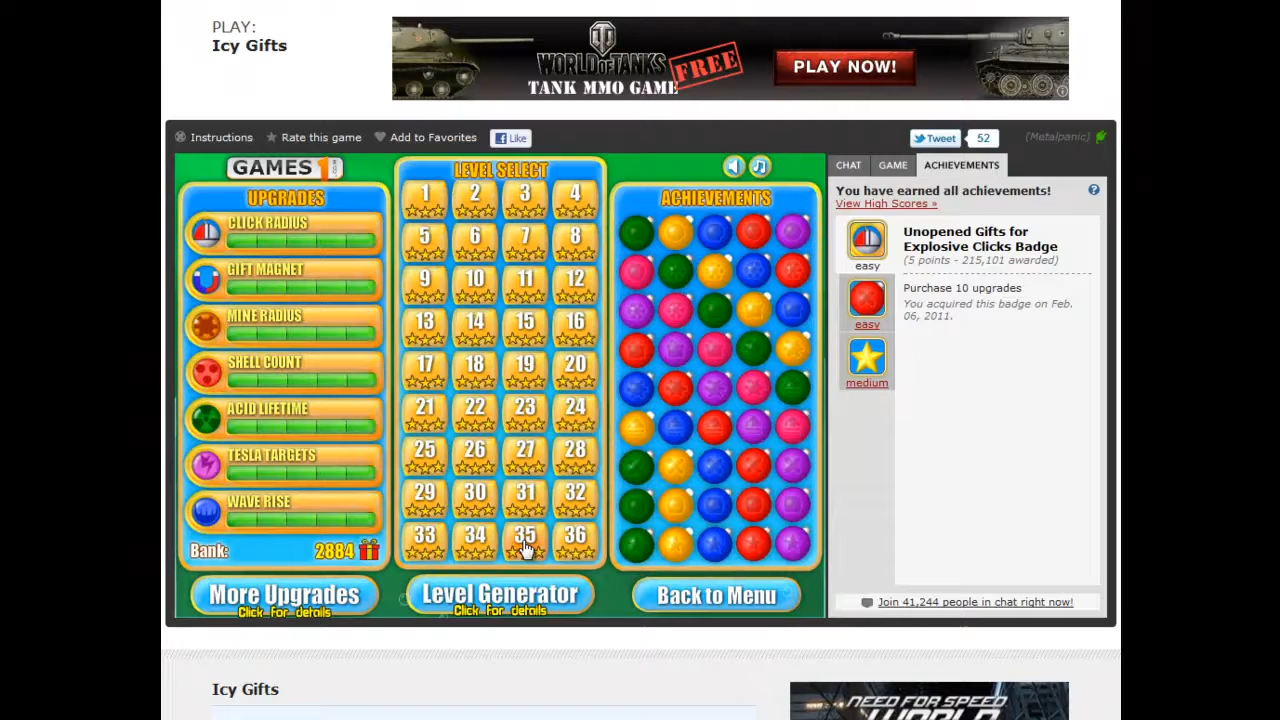 PLAY:
Icy Gifts
WORLD OF TANKS
TANK MMO GAME
FREE
PLAY NOW!
Instructions
Rate this game
Add to Favorites
Like
Tweet
52
(Metalpanic)
GAMES1
UPGRADES
CLICK RADIUS
GIFT MAGNET
MINE RADIUS
SHELL COUNT
ACID LIFETIME
TESLA TARGETS
WAVE RISE
Bank: 2884
More Upgrades
Click for details
LEVEL SELECT
1 2 3 4
5 6 7 8
9 10 11 12
13 14 15 16
17 18 19 20
21 22 23 24
25 26 27 28
29 30 31 32
33 34 35 36
Level Generator
Click for details
ACHIEVEMENTS
Back to Menu
CHAT GAME ACHIEVEMENTS
You have earned all achievements!
View High Scores »
?
easy
easy
medium
Unopened Gifts for
Explosive Clicks Badge
(5 points - 215,101 awarded)
Purchase 10 upgrades
You acquired this badge on Feb.
06, 2011.
Join 41,244 people in chat right now!
Icy Gifts
NEED FOR SPEED
WORLD